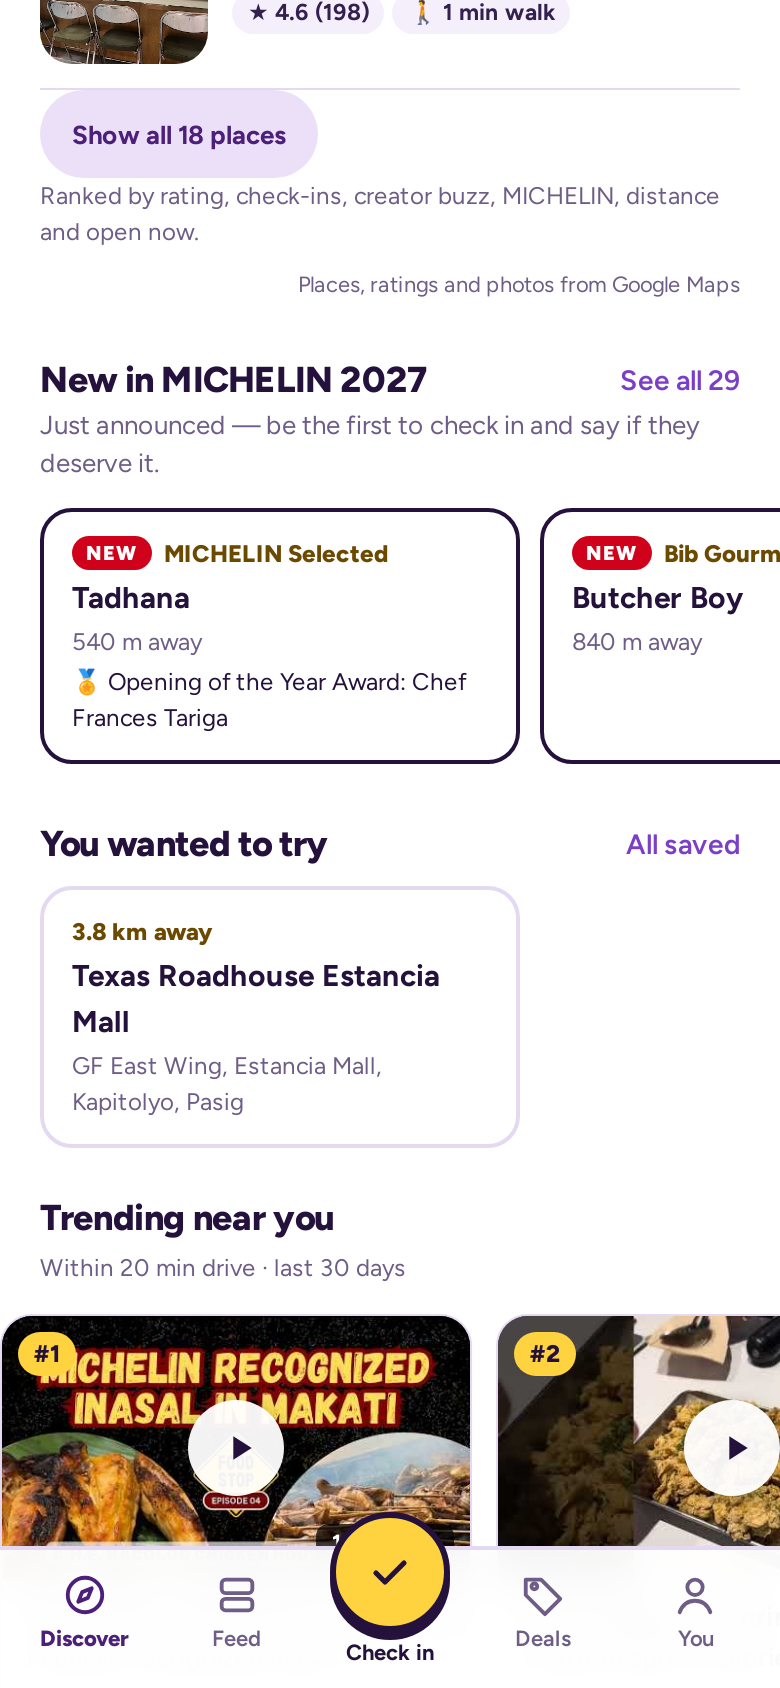 ★ 4.6 (198)
🚶 1 min walk
Show all 18 places
Ranked by rating, check-ins, creator buzz, MICHELIN, distance
and open now.
Places, ratings and photos from Google Maps
New in MICHELIN 2027
See all 29
Just announced — be the first to check in and say if they
deserve it.
NEW MICHELIN Selected
Tadhana
540 m away
🏅 Opening of the Year Award: Chef
Frances Tariga
NEW Bib Gourm
Butcher Boy
840 m away
You wanted to try
All saved
3.8 km away
Texas Roadhouse Estancia
Mall
GF East Wing, Estancia Mall,
Kapitolyo, Pasig
Trending near you
Within 20 min drive · last 30 days
#1
MICHELIN RECOGNIZED
INASAL IN MAKATI
FOOD
STOP
EPISODE 04
#2
Discover
Feed
Check in
Deals
You